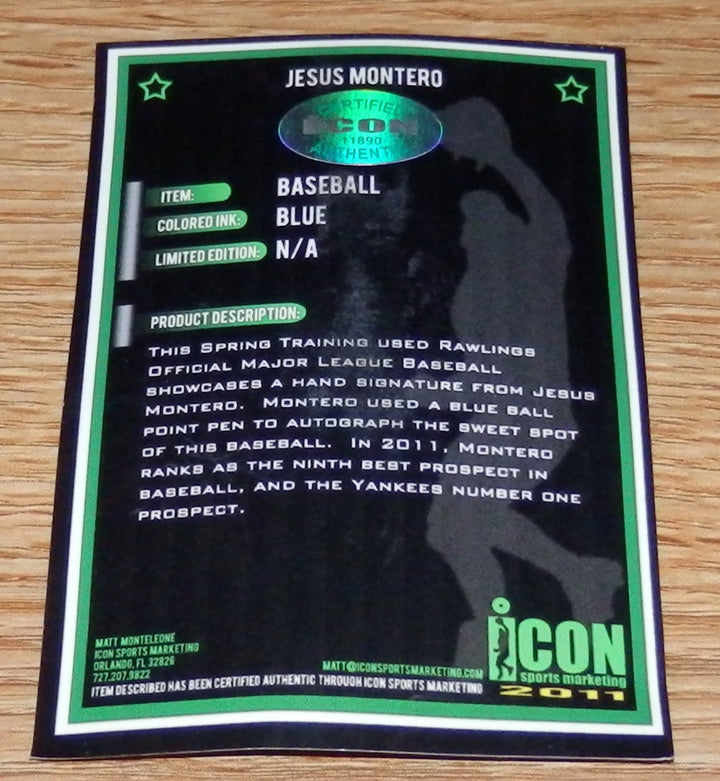 JESUS MONTERO
CERTIFIED
ICON
11890
AUTHENTIC
ITEM: BASEBALL
COLORED INK: BLUE
LIMITED EDITION: N/A
PRODUCT DESCRIPTION:
THIS SPRING TRAINING USED RAWLINGS
OFFICIAL MAJOR LEAGUE BASEBALL
SHOWCASES A HAND SIGNATURE FROM JESUS
MONTERO. MONTERO USED A BLUE BALL
POINT PEN TO AUTOGRAPH THE SWEET SPOT
OF THIS BASEBALL. IN 2011, MONTERO
RANKS AS THE NINTH BEST PROSPECT IN
BASEBALL, AND THE YANKEES NUMBER ONE
PROSPECT.
MATT MONTELEONE
ICON SPORTS MARKETING
ORLANDO, FL 32826
727.207.9822
MATT@ICONSPORTSMARKETING.COM
ITEM DESCRIBED HAS BEEN CERTIFIED AUTHENTIC THROUGH ICON SPORTS MARKETING
iCON
sports marketing
2011